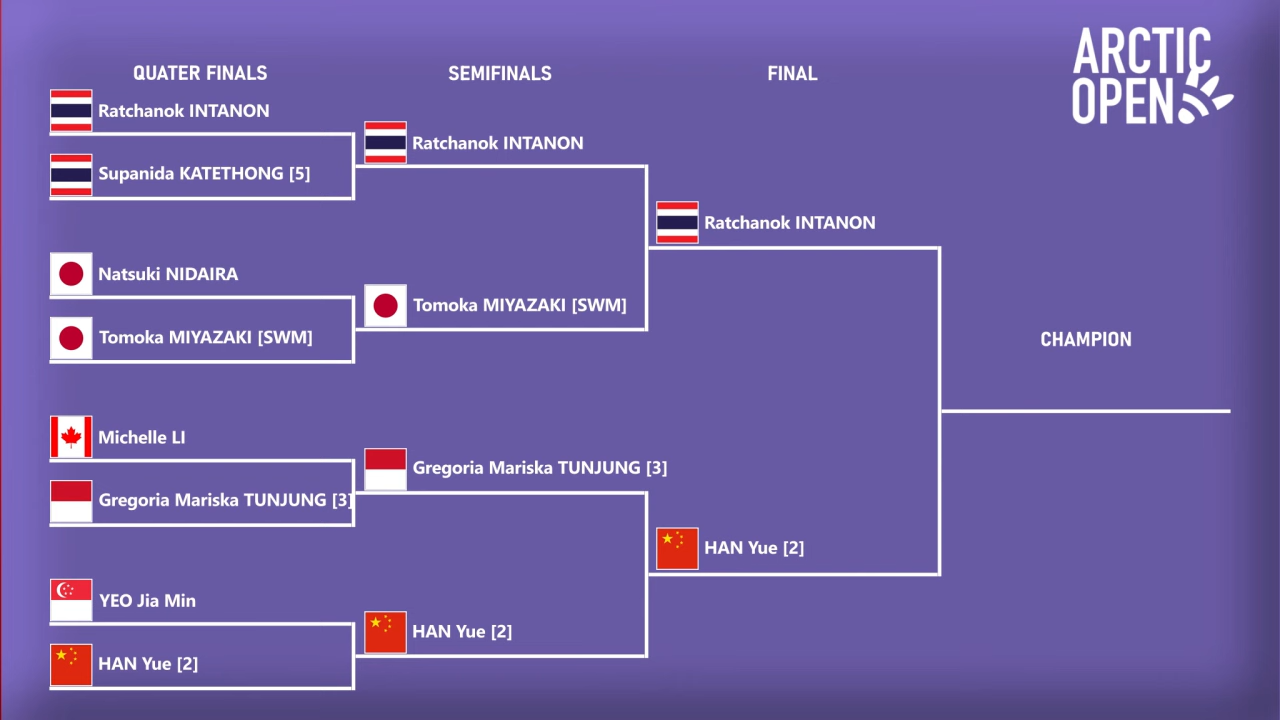 ARCTIC
OPEN
QUATER FINALS
SEMIFINALS
FINAL
Ratchanok INTANON
Supanida KATETHONG [5]
Natsuki NIDAIRA
Tomoka MIYAZAKI [SWM]
Michelle LI
Gregoria Mariska TUNJUNG [3]
YEO Jia Min
HAN Yue [2]
Ratchanok INTANON
Tomoka MIYAZAKI [SWM]
Gregoria Mariska TUNJUNG [3]
HAN Yue [2]
Ratchanok INTANON
HAN Yue [2]
CHAMPION